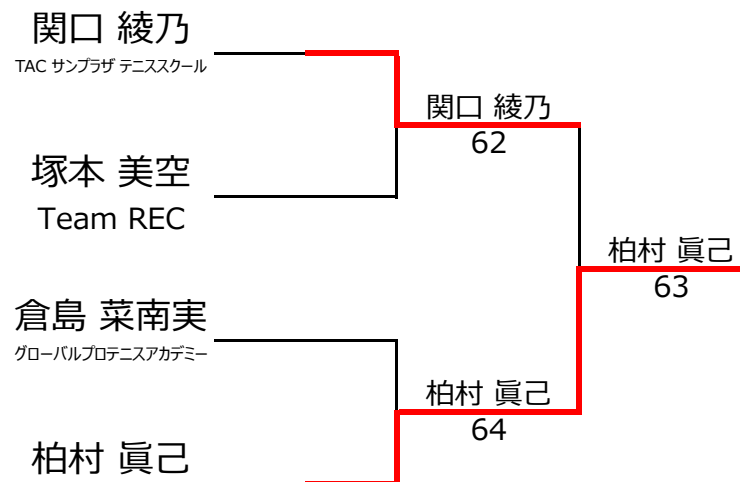 関口 綾乃
TAC サンプラザ テニススクール
関口 綾乃
62
塚本 美空
Team REC
柏村 眞己
63
倉島 菜南実
グローバルプロテニスアカデミー
柏村 眞己
64
柏村 眞己